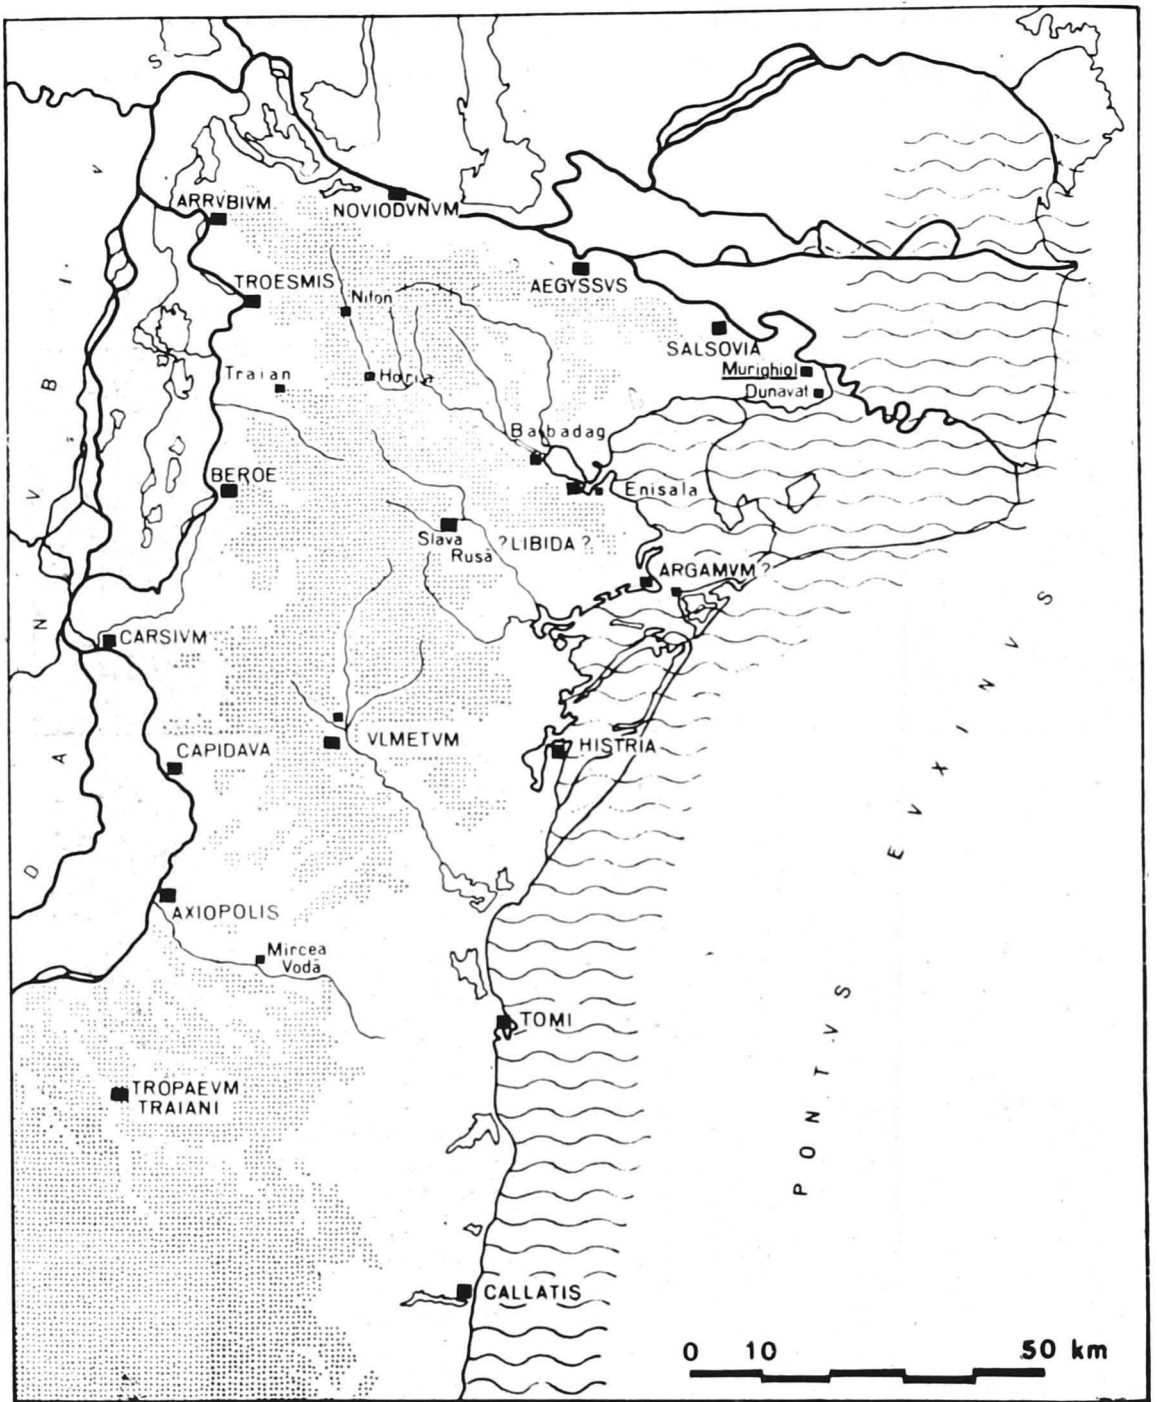 ARRVBIVM
NOVIODVNVM
TROESMIS
AEGYSSVS
Nifon
SALSOVIA
Murighiol
Traian
Horia
Dunavat
Babadag
BEROE
Enisala
Slava
Rusă
?LIBIDA?
ARGAMVM?
CARSIVM
VLMETVM
HISTRIA
CAPIDAVA
AXIOPOLIS
Mircea
Vodă
TOMI
TROPAEVM
TRAIANI
CALLATIS
DANVBIVS
PONTVS EVXINVS
0 10 50 km